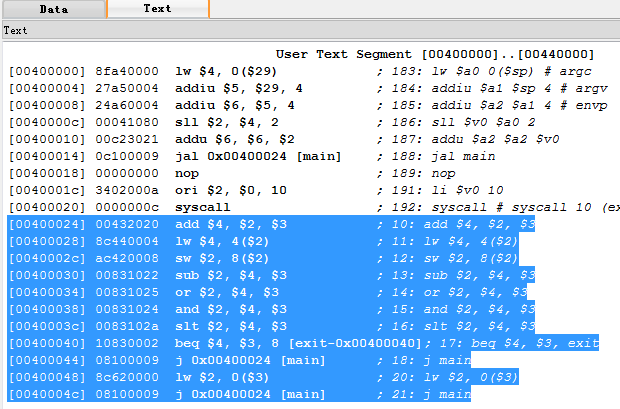 Data Text
Text
User Text Segment [00400000]..[00440000]
[00400000] 8fa40000 lw $4, 0($29) ; 183: lw $a0 0($sp) # argc
[00400004] 27a50004 addiu $5, $29, 4 ; 184: addiu $a1 $sp 4 # argv
[00400008] 24a60004 addiu $6, $5, 4 ; 185: addiu $a2 $a1 4 # envp
[0040000c] 00041080 sll $2, $4, 2 ; 186: sll $v0 $a0 2
[00400010] 00c23021 addu $6, $6, $2 ; 187: addu $a2 $a2 $v0
[00400014] 0c100009 jal 0x00400024 [main] ; 188: jal main
[00400018] 00000000 nop ; 189: nop
[0040001c] 3402000a ori $2, $0, 10 ; 191: li $v0 10
[00400020] 0000000c syscall ; 192: syscall # syscall 10 (ex
[00400024] 00432020 add $4, $2, $3 ; 10: add $4, $2, $3
[00400028] 8c440004 lw $4, 4($2) ; 11: lw $4, 4($2)
[0040002c] ac420008 sw $2, 8($2) ; 12: sw $2, 8($2)
[00400030] 00831022 sub $2, $4, $3 ; 13: sub $2, $4, $3
[00400034] 00831025 or $2, $4, $3 ; 14: or $2, $4, $3
[00400038] 00831024 and $2, $4, $3 ; 15: and $2, $4, $3
[0040003c] 0083102a slt $2, $4, $3 ; 16: slt $2, $4, $3
[00400040] 10830002 beq $4, $3, 8 [exit-0x00400040]; 17: beq $4, $3, exit
[00400044] 08100009 j 0x00400024 [main] ; 18: j main
[00400048] 8c620000 lw $2, 0($3) ; 20: lw $2, 0($3)
[0040004c] 08100009 j 0x00400024 [main] ; 21: j main